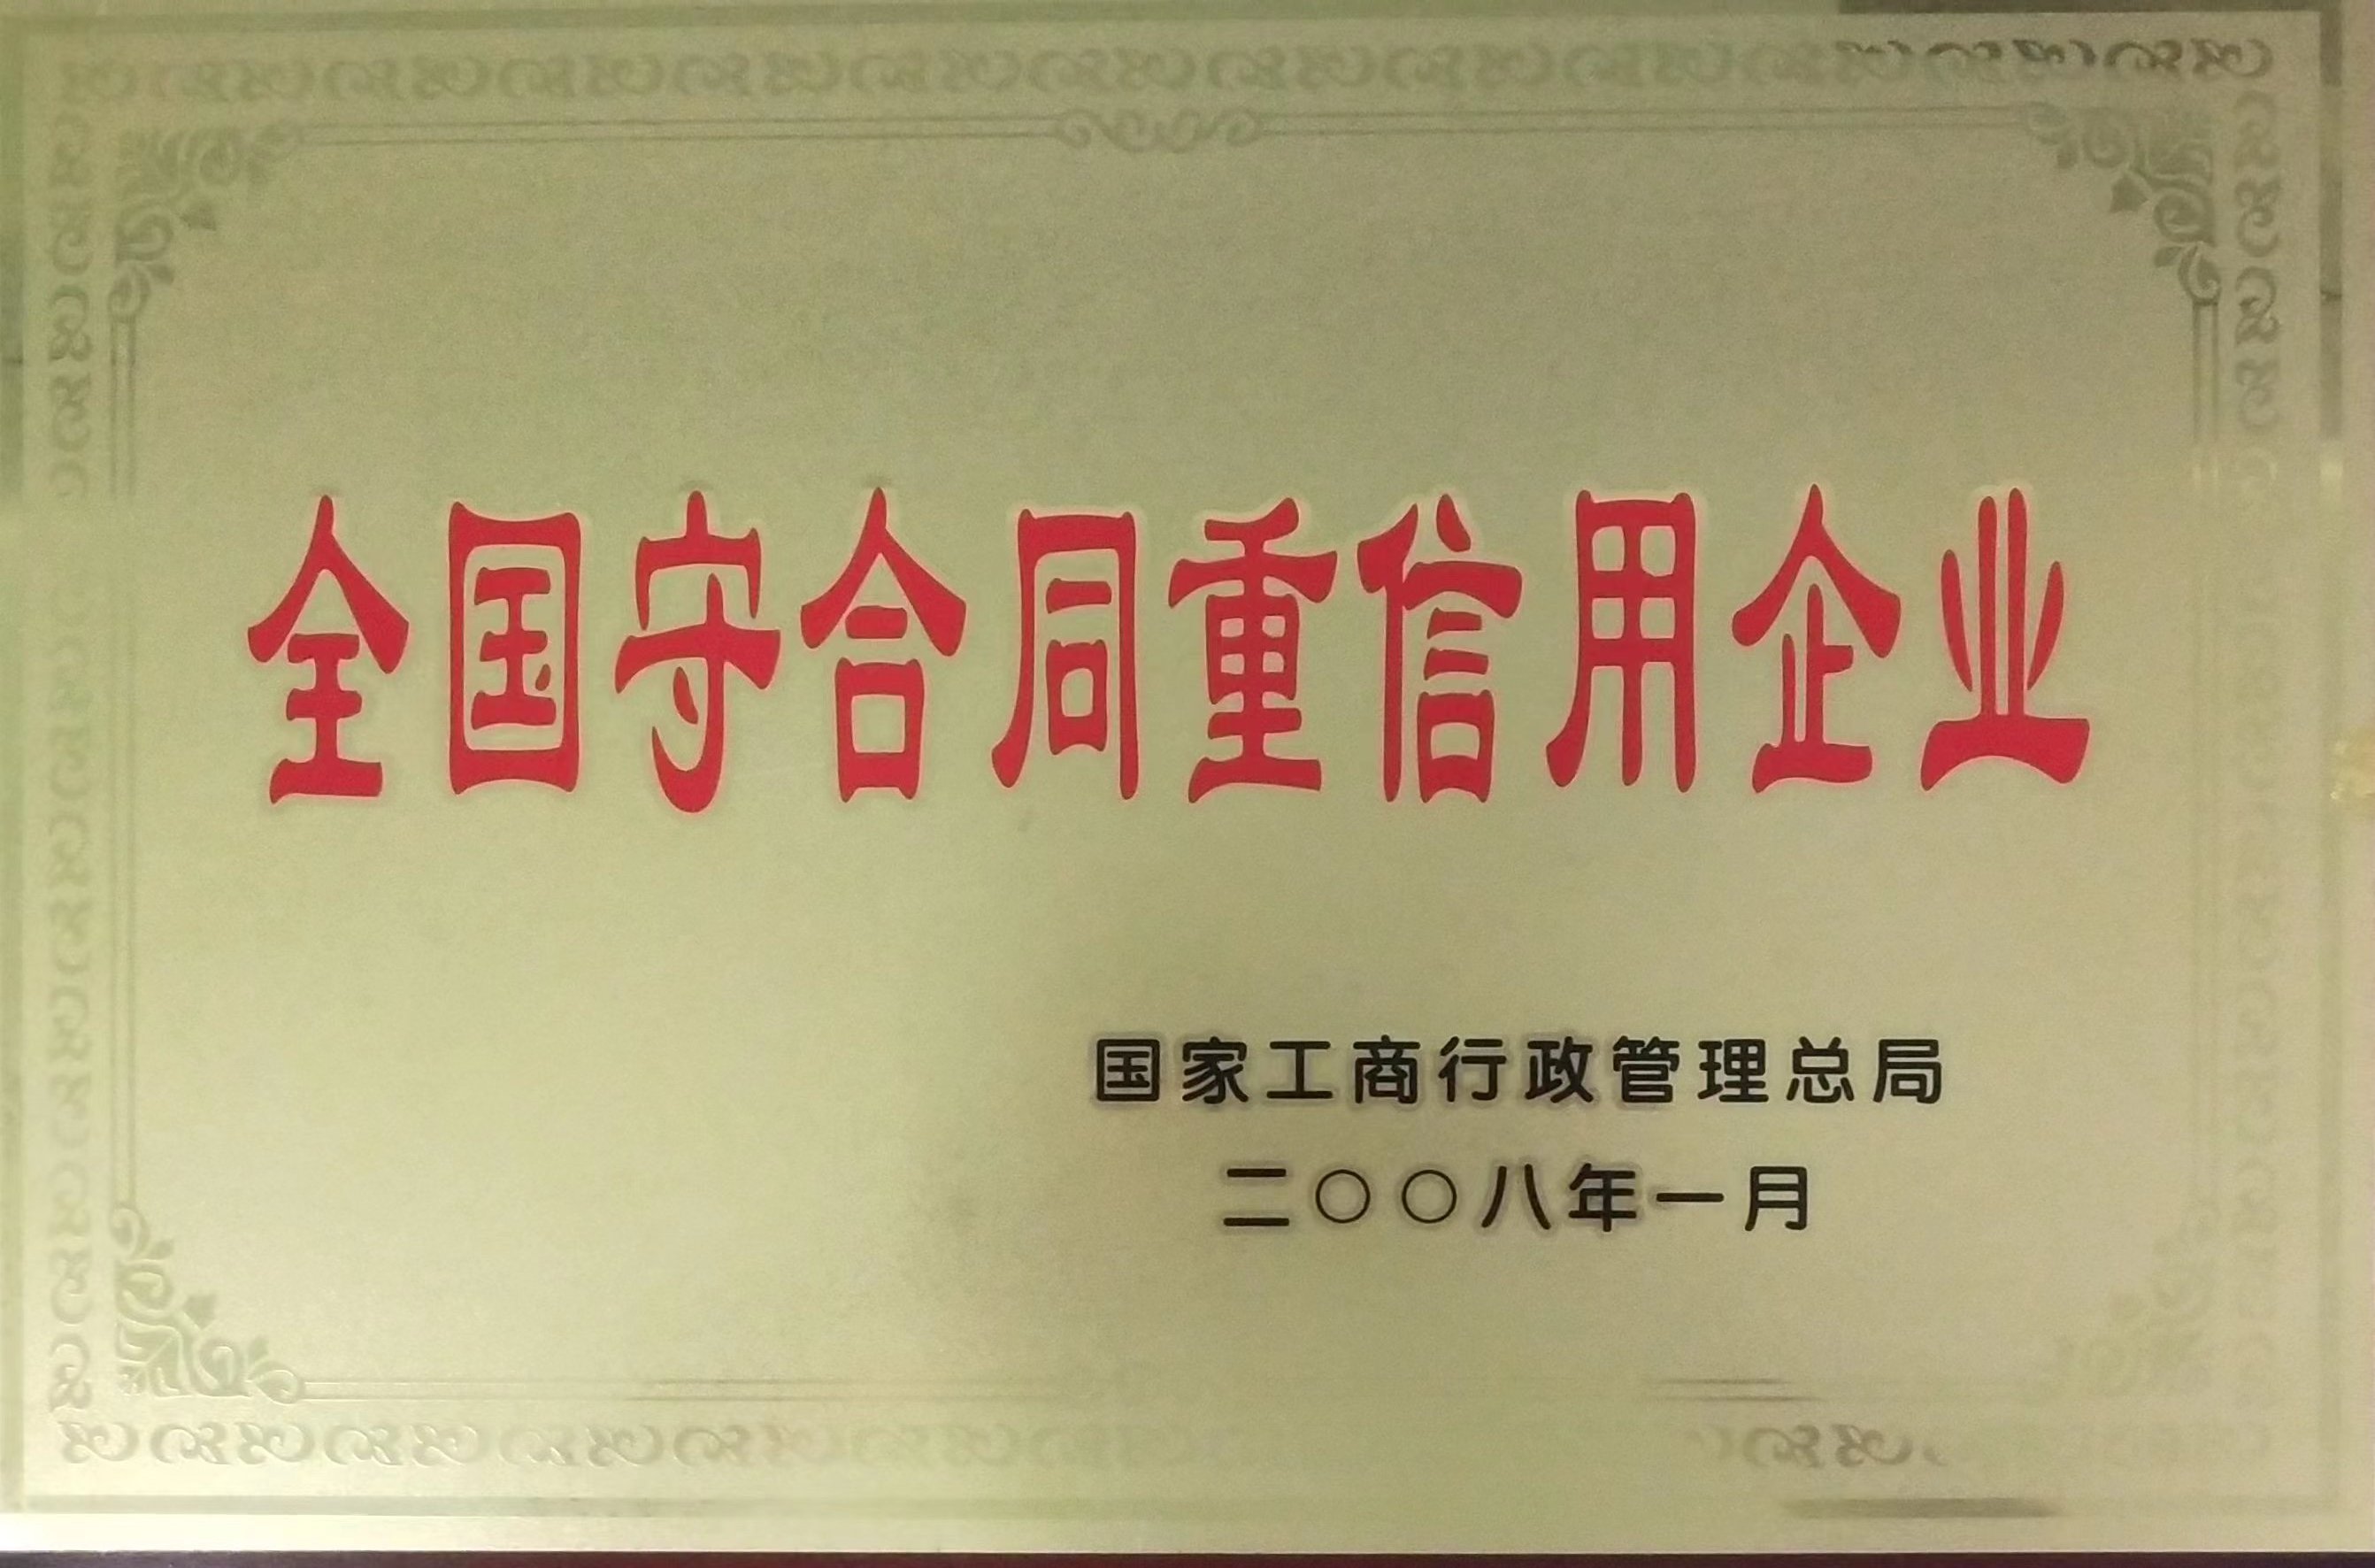 全国守合同重信用企业
国家工商行政管理总局
二〇〇八年一月